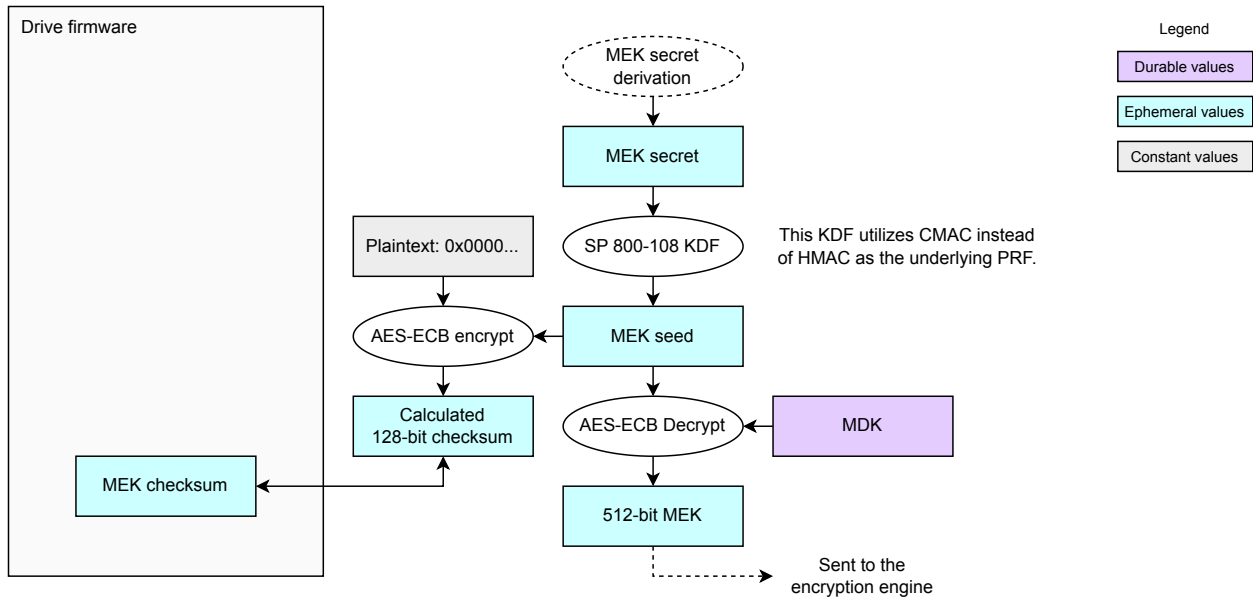 Drive firmware
Legend
Durable values
Ephemeral values
Constant values
MEK secret
derivation
MEK secret
Plaintext: 0x0000...
SP 800-108 KDF
This KDF utilizes CMAC instead
of HMAC as the underlying PRF.
AES-ECB encrypt
MEK seed
Calculated
128-bit checksum
AES-ECB Decrypt
MDK
MEK checksum
512-bit MEK
Sent to the
encryption engine